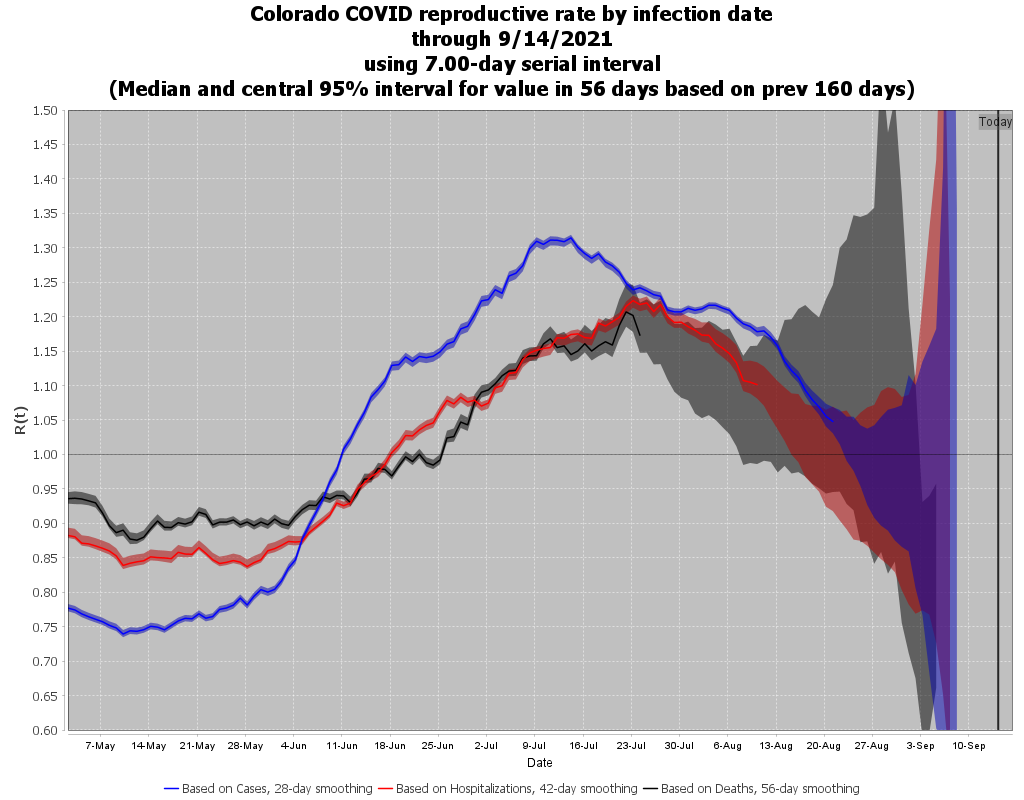 Colorado COVID reproductive rate by infection date
through 9/14/2021
using 7.00-day serial interval
(Median and central 95% interval for value in 56 days based on prev 160 days)
Today
1.50
1.45
1.40
1.35
1.30
1.25
1.20
1.15
1.10
1.05
1.00
0.95
0.90
0.85
0.80
0.75
0.70
0.65
0.60
R(t)
7-May 14-May 21-May 28-May 4-Jun 11-Jun 18-Jun 25-Jun 2-Jul 9-Jul 16-Jul 23-Jul 30-Jul 6-Aug 13-Aug 20-Aug 27-Aug 3-Sep 10-Sep
Date
Based on Cases, 28-day smoothing Based on Hospitalizations, 42-day smoothing Based on Deaths, 56-day smoothing